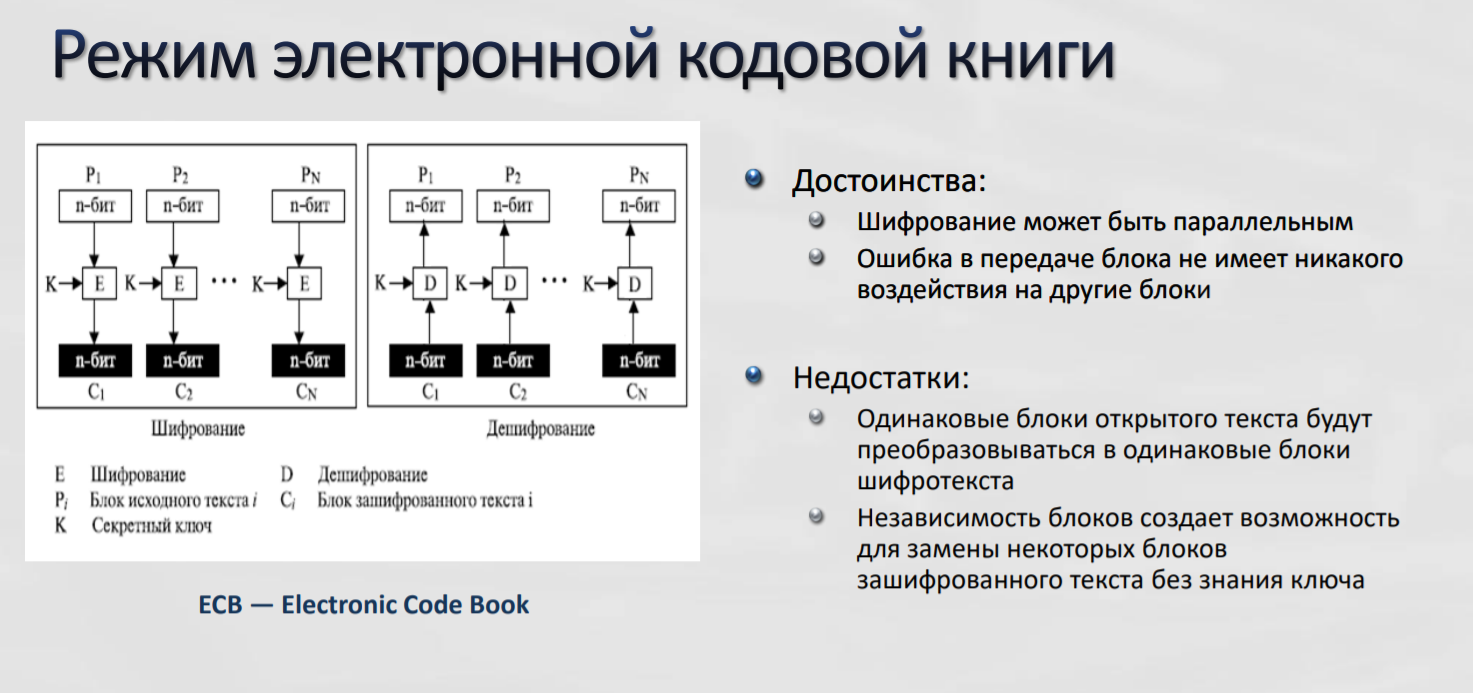 Режим электронной кодовой книги
P1 P2 PN
n-бит n-бит n-бит
K E K E ... K E
n-бит n-бит n-бит
C1 C2 CN
Шифрование
P1 P2 PN
n-бит n-бит n-бит
K D K D ... K D
n-бит n-бит n-бит
C1 C2 CN
Дешифрование
E Шифрование D Дешифрование
Pi Блок исходного текста i Ci Блок зашифрованного текста i
K Секретный ключ
ECB — Electronic Code Book
Достоинства:
Шифрование может быть параллельным
Ошибка в передаче блока не имеет никакого
воздействия на другие блоки
Недостатки:
Одинаковые блоки открытого текста будут
преобразовываться в одинаковые блоки
шифротекста
Независимость блоков создает возможность
для замены некоторых блоков
зашифрованного текста без знания ключа